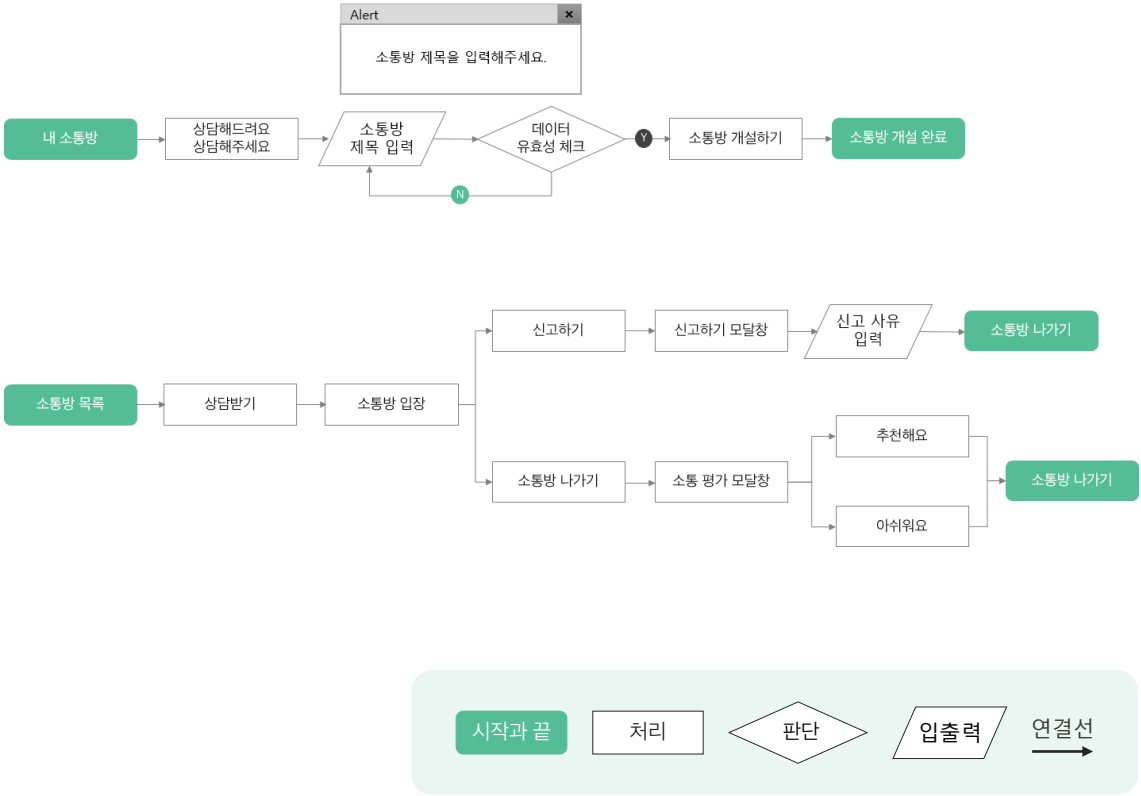 Alert
소통방 제목을 입력해주세요.
내 소통방
상담해드려요
상담해주세요
소통방
제목 입력
데이터
유효성 체크
Y
소통방 개설하기
소통방 개설 완료
N
신고하기
신고하기 모달창
신고 사유
입력
소통방 나가기
소통방 목록
상담받기
소통방 입장
소통방 나가기
소통 평가 모달창
추천해요
아쉬워요
소통방 나가기
시작과 끝
처리
판단
입출력
연결선